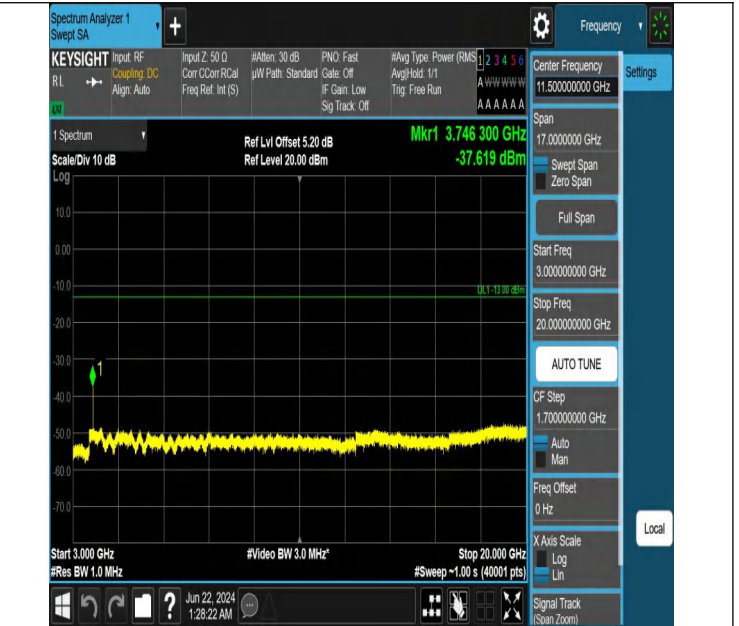 Spectrum Analyzer 1
Swept SA
+
Frequency
KEYSIGHT
RL
Input: RF
Coupling: DC
Align: Auto
Input Z: 50 Ω
Corr CCorr RCal
Freq Ref: Int (S)
#Atten: 30 dB
µW Path: Standard
PNO: Fast
Gate: Off
IF Gain: Low
Sig Track: Off
#Avg Type: Power (RMS
Avg|Hold: 1/1
Trig: Free Run
1 2 3 4 5 6
A W W W W W
A A A A A A
1 Spectrum
Scale/Div 10 dB
Log
Ref Lvl Offset 5.20 dB
Ref Level 20.00 dBm
Mkr1 3.746 300 GHz
-37.619 dBm
10.0
0.00
-10.0
DL1 -13.00 dBm
-20.0
-30.0
1
-40.0
-50.0
-60.0
-70.0
Start 3.000 GHz
#Res BW 1.0 MHz
#Video BW 3.0 MHz*
Stop 20.000 GHz
#Sweep ~1.00 s (40001 pts)
Jun 22, 2024
1:28:22 AM
Center Frequency
11.500000000 GHz
Settings
Span
17.0000000 GHz
Swept Span
Zero Span
Full Span
Start Freq
3.000000000 GHz
Stop Freq
20.000000000 GHz
AUTO TUNE
CF Step
1.700000000 GHz
Auto
Man
Freq Offset
0 Hz
X Axis Scale
Log
Lin
Local
Signal Track
(Span Zoom)